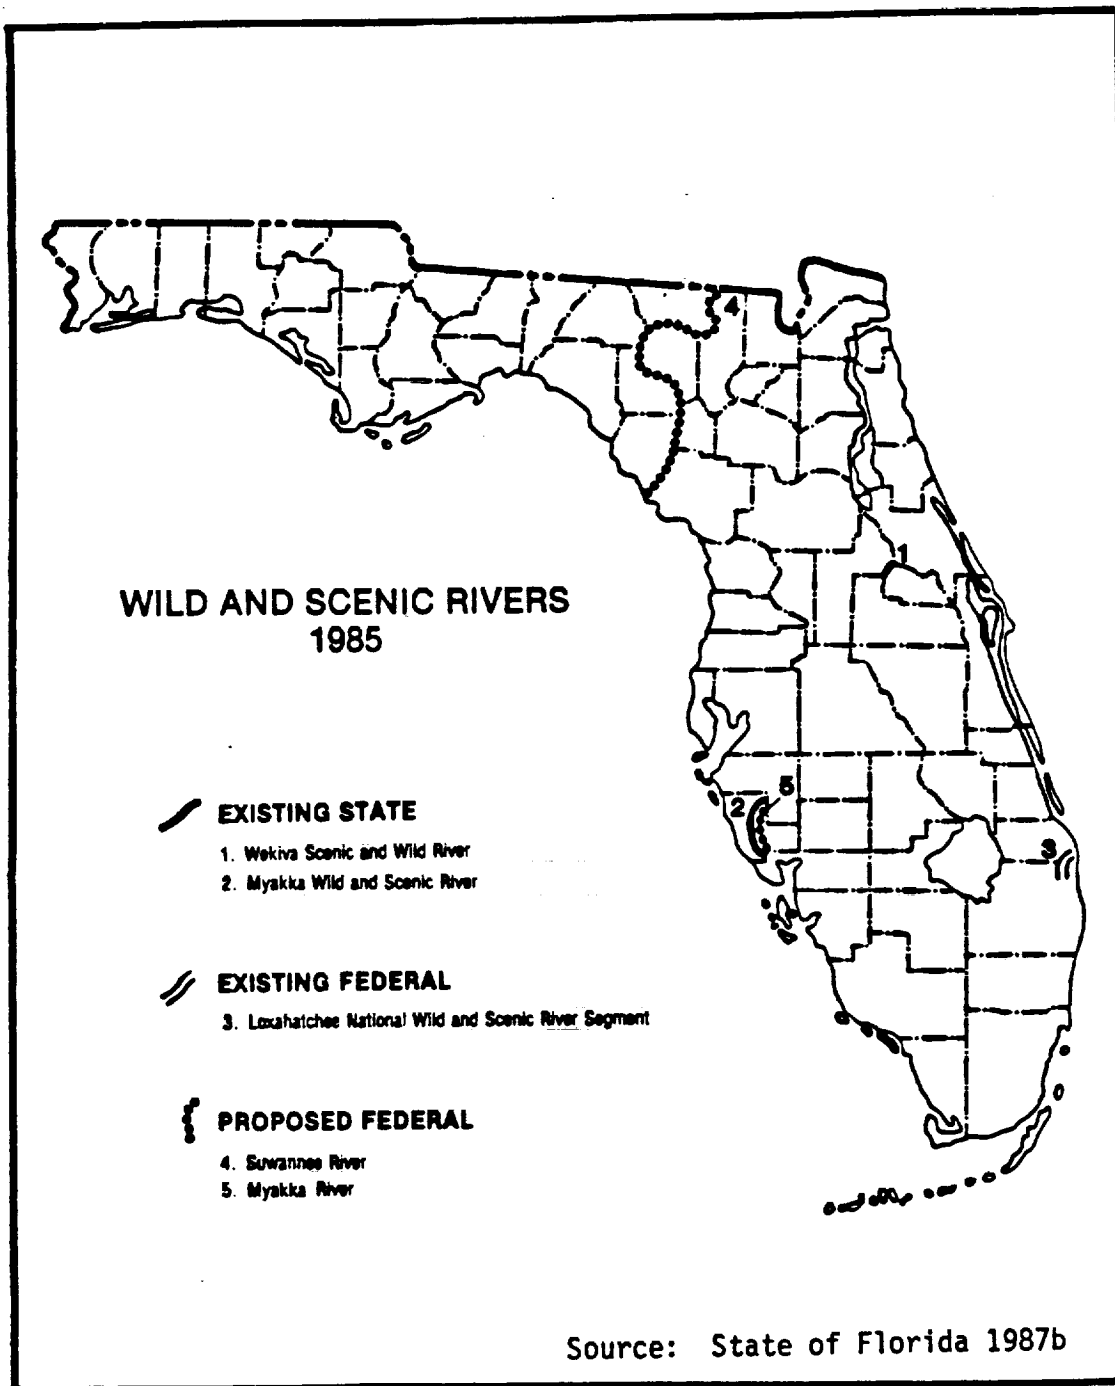 4
1
WILD AND SCENIC RIVERS
1985
5
2
3
EXISTING STATE
1. Wekiva Scenic and Wild River
2. Myakka Wild and Scenic River
EXISTING FEDERAL
3. Loxahatchee National Wild and Scenic River Segment
PROPOSED FEDERAL
4. Suwannee River
5. Myakka River
Source: State of Florida 1987b